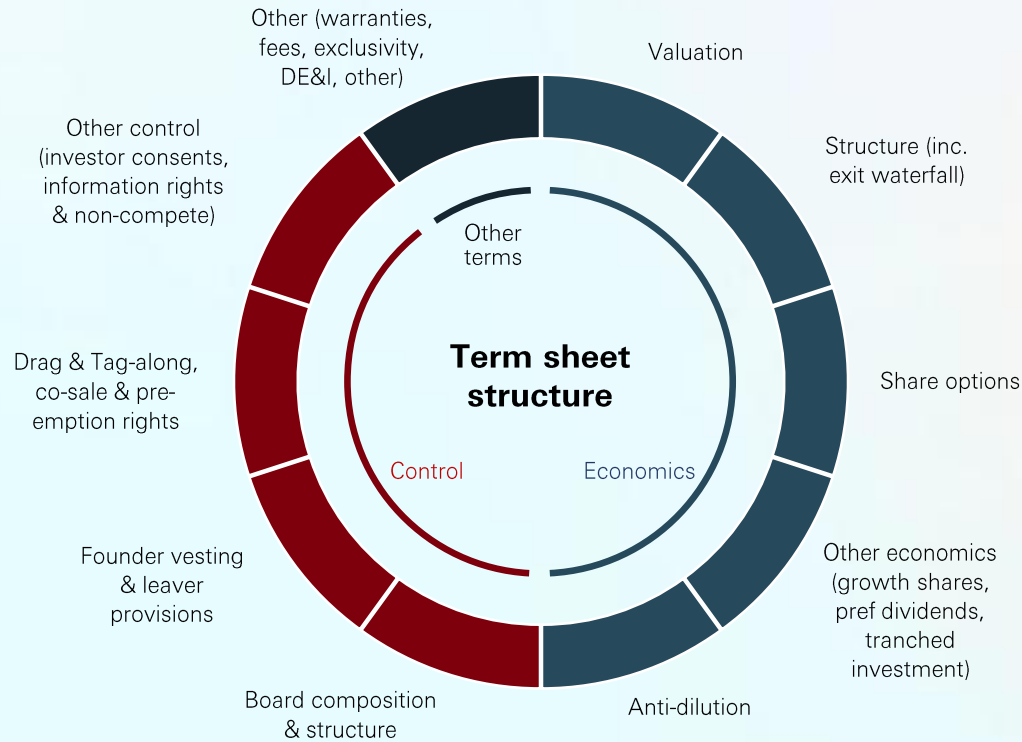 Other (warranties,
fees, exclusivity,
DE&I, other)
Valuation
Structure (inc.
exit waterfall)
Share options
Other economics
(growth shares,
pref dividends,
tranched
investment)
Anti-dilution
Board composition
& structure
Founder vesting
& leaver
provisions
Drag & Tag-along,
co-sale & pre-
emption rights
Other control
(investor consents,
information rights
& non-compete)
Other
terms
Term sheet
structure
Control
Economics